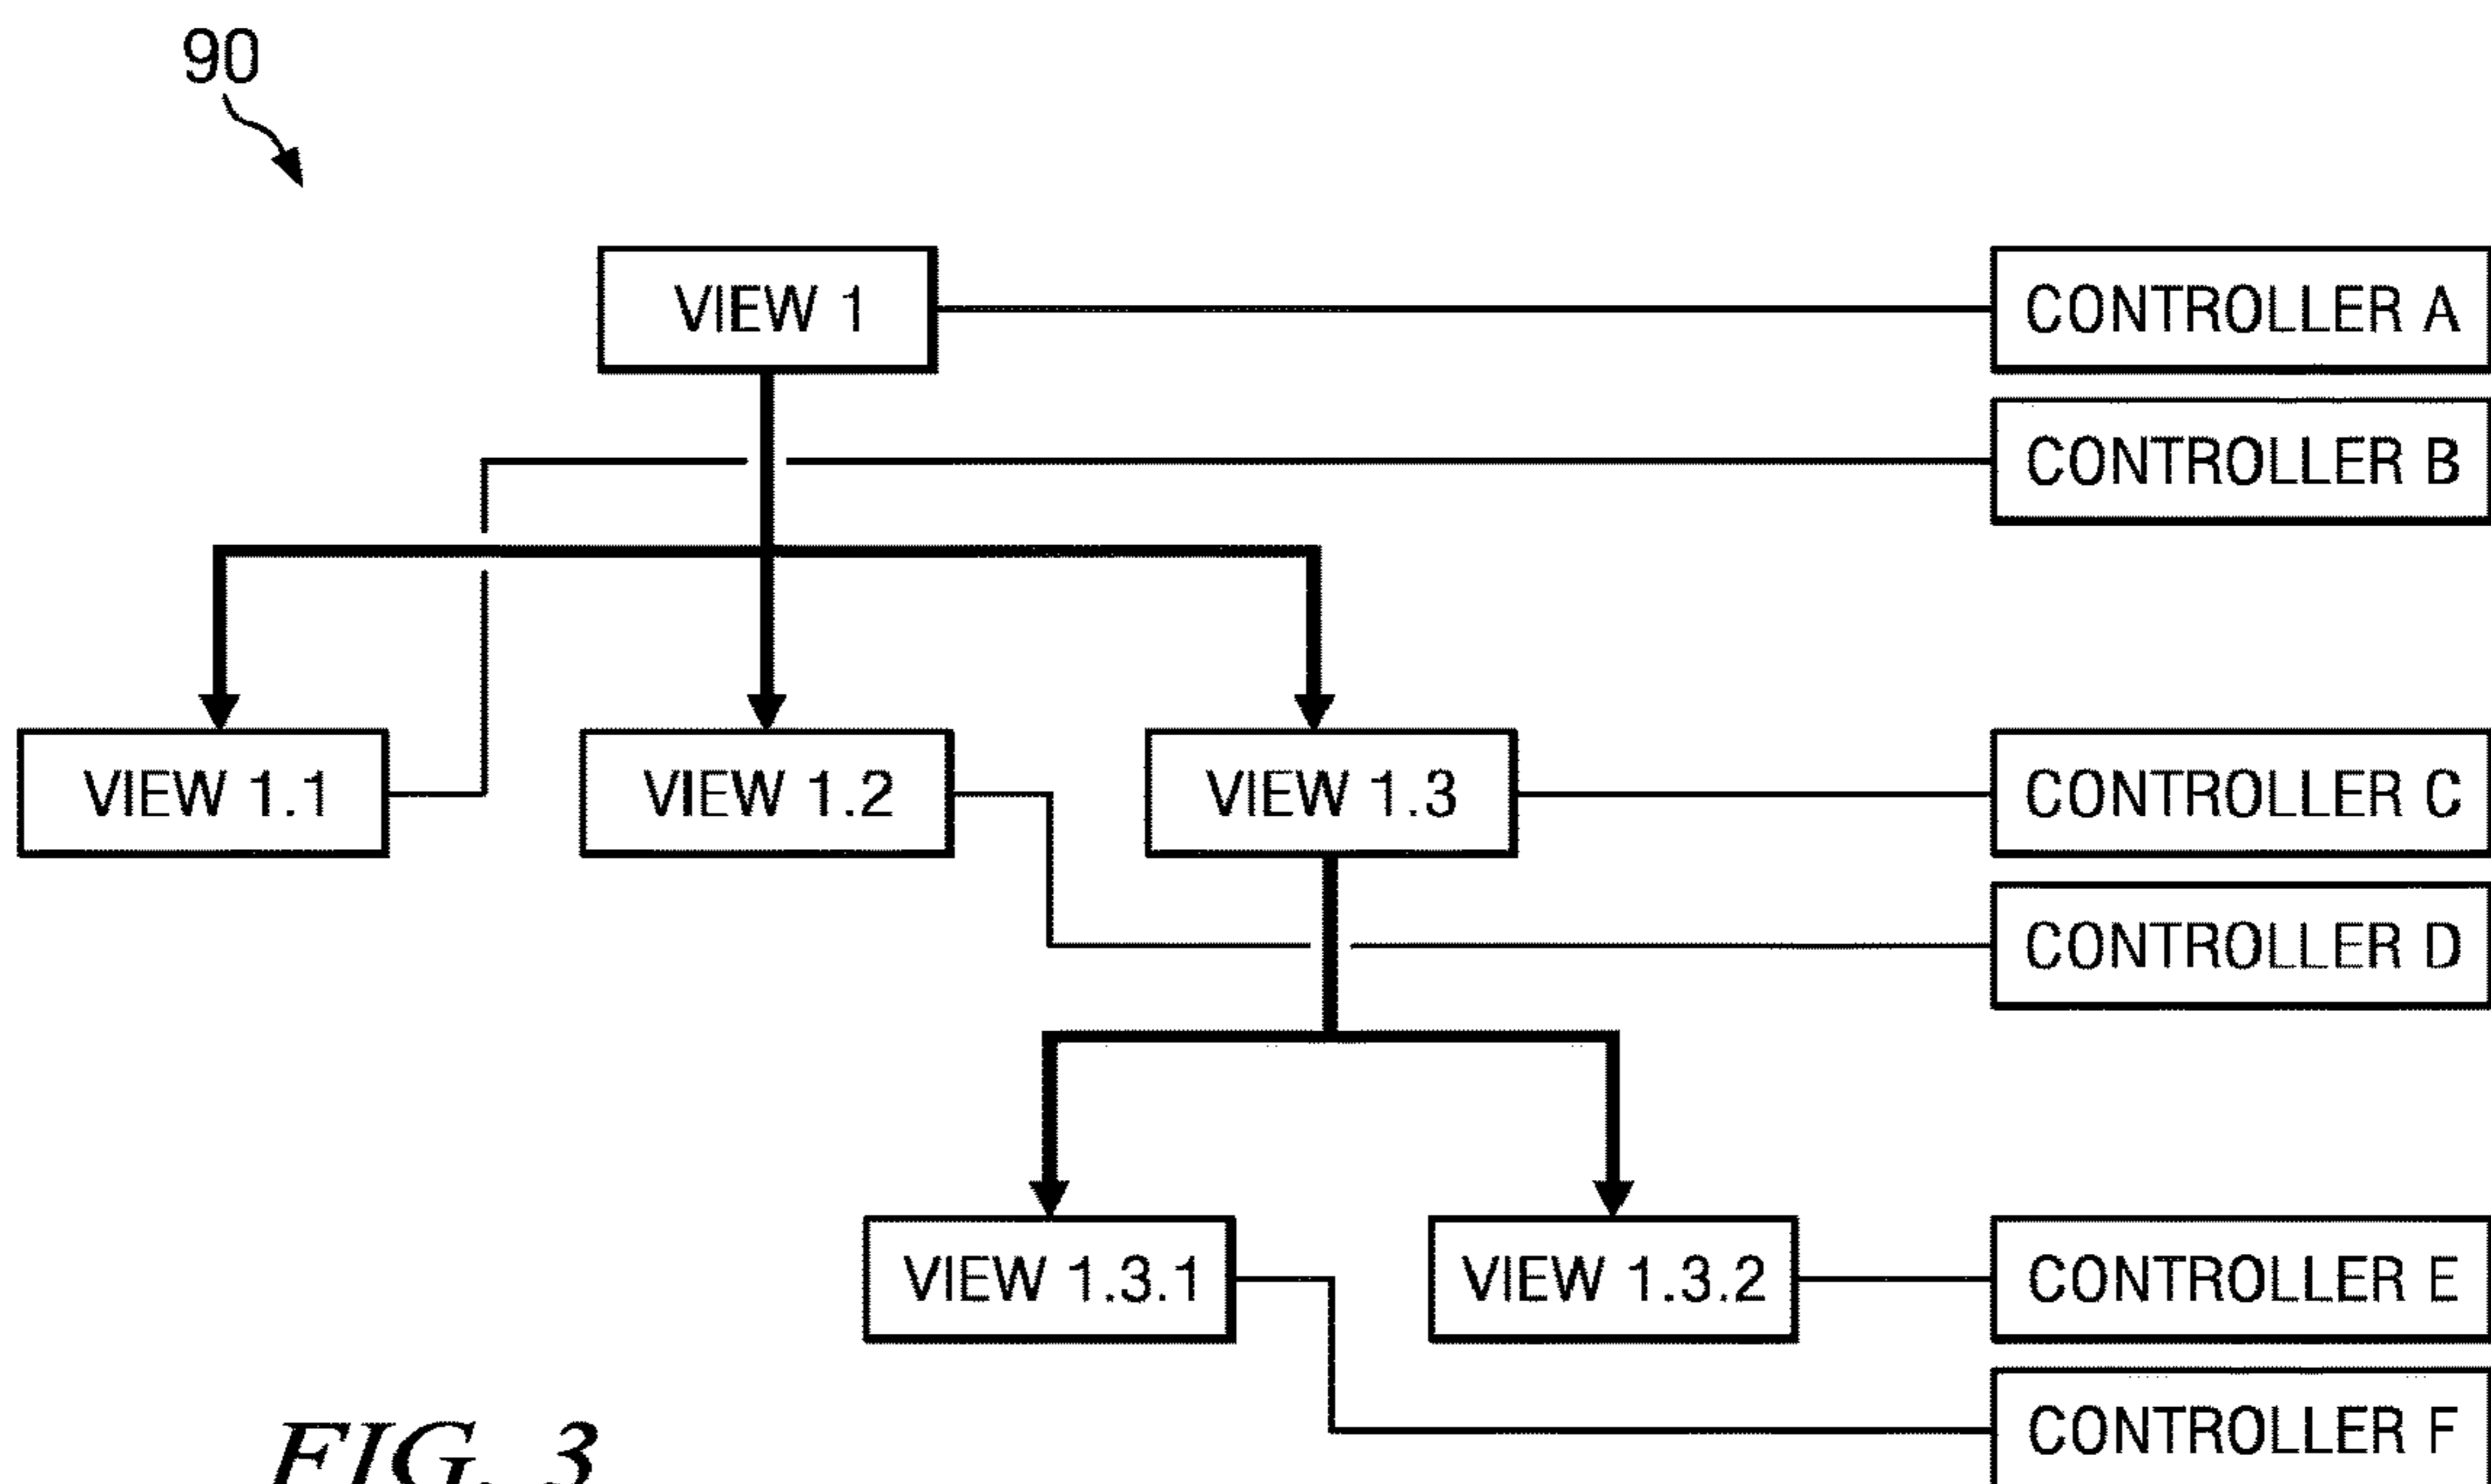 90
VIEW 1
CONTROLLER A
CONTROLLER B
VIEW 1.1
VIEW 1.2
VIEW 1.3
CONTROLLER C
CONTROLLER D
VIEW 1.3.1
VIEW 1.3.2
CONTROLLER E
CONTROLLER F
FIG. 3